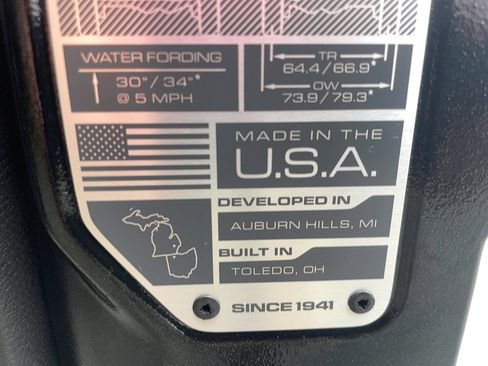 WATER FORDING
30"/34"*
@ 5 MPH
TR
64.4/66.9*
OW
73.9/79.3*
MADE IN THE
U.S.A.
DEVELOPED IN
AUBURN HILLS, MI
BUILT IN
TOLEDO, OH
SINCE 1941